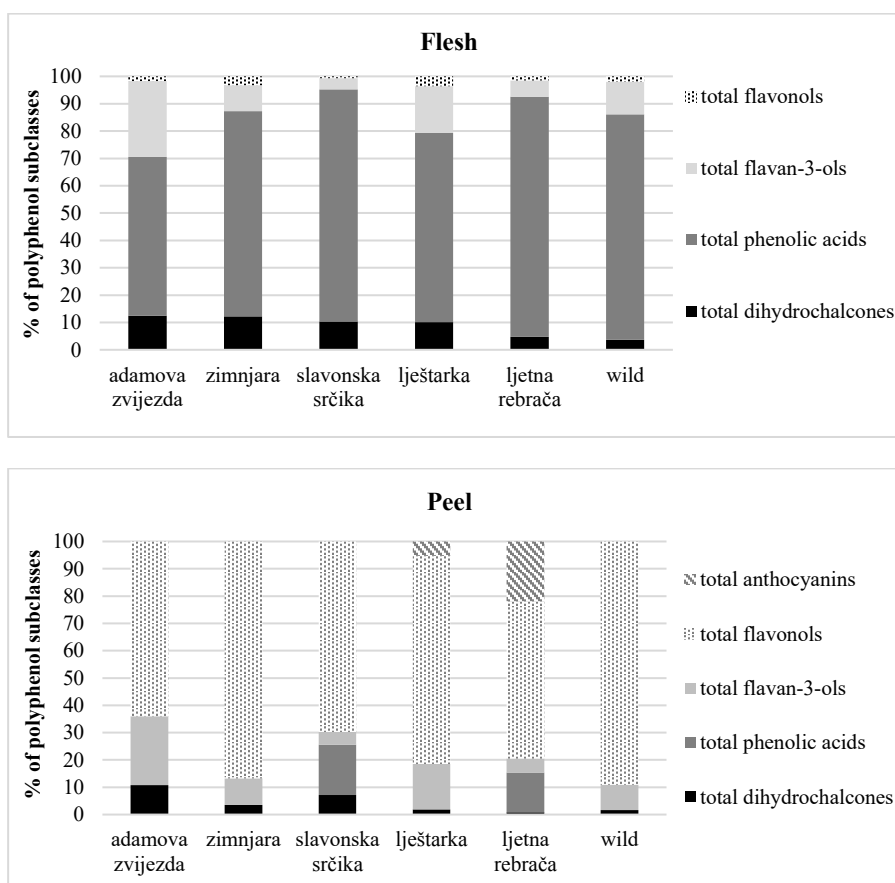 Flesh
% of polyphenol subclasses
100
90
80
70
60
50
40
30
20
10
0
adamova zvijezda
zimnjara
slavonska srčika
lještarka
ljetna rebrača
wild
total flavonols
total flavan-3-ols
total phenolic acids
total dihydrochalcones
Peel
% of polyphenol subclasses
100
90
80
70
60
50
40
30
20
10
0
adamova zvijezda
zimnjara
slavonska srčika
lještarka
ljetna rebrača
wild
total anthocyanins
total flavonols
total flavan-3-ols
total phenolic acids
total dihydrochalcones